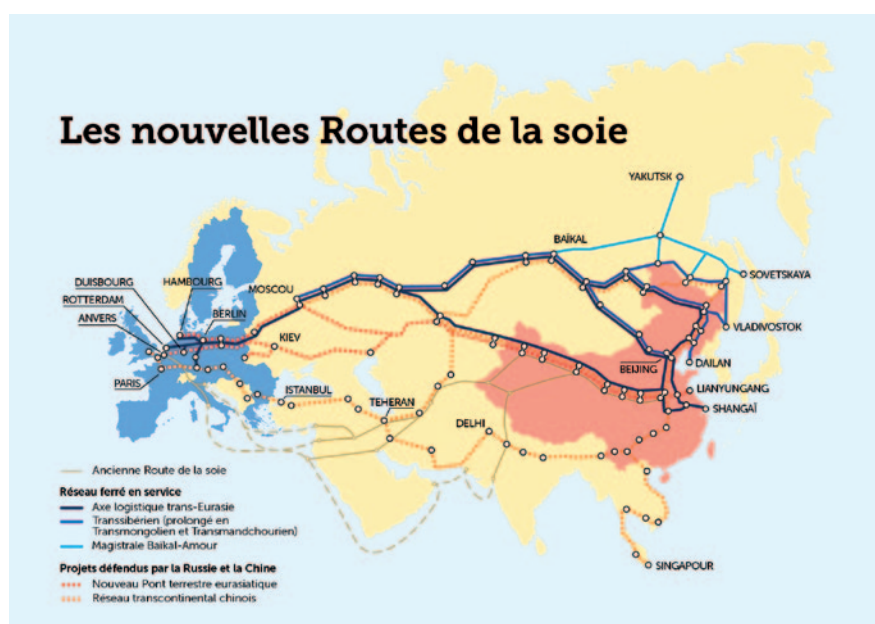 Les nouvelles Routes de la soie
YAKUTSK
BAÏKAL
SOVETSKAYA
DUISBOURG
HAMBOURG
MOSCOU
ROTTERDAM
BERLIN
ANVERS
KIEV
VLADIVOSTOK
PARIS
BEIJING
DAILAN
ISTANBUL
LIANYUNGANG
TEHERAN
SHANGAÏ
DELHI
Ancienne Route de la soie
Réseau ferré en service
Axe logistique trans-Eurasie
Transsibérien (prolongé en
Transmongolien et Transmandchourien)
Magistrale Baïkal-Amour
SINGAPOUR
Projets défendus par la Russie et la Chine
Nouveau Pont terrestre eurasiatique
Réseau transcontinental chinois